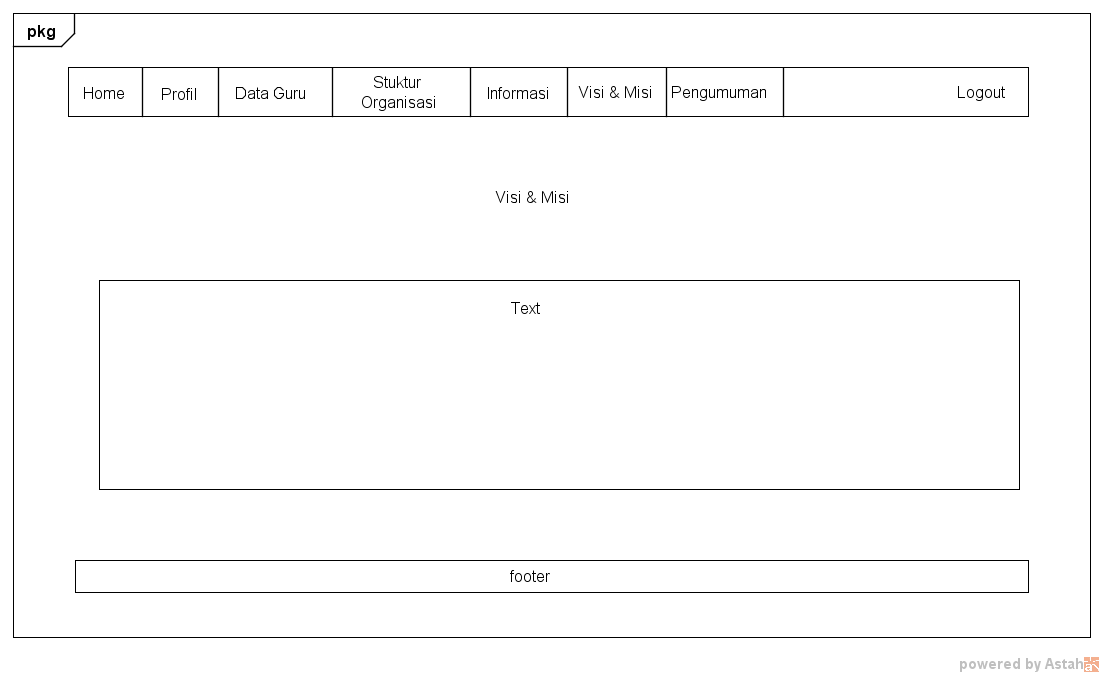 pkg
Home
Profil
Data Guru
Stuktur
Organisasi
Informasi
Visi & Misi
Pengumuman
Logout
Visi & Misi
Text
footer
powered by Astah